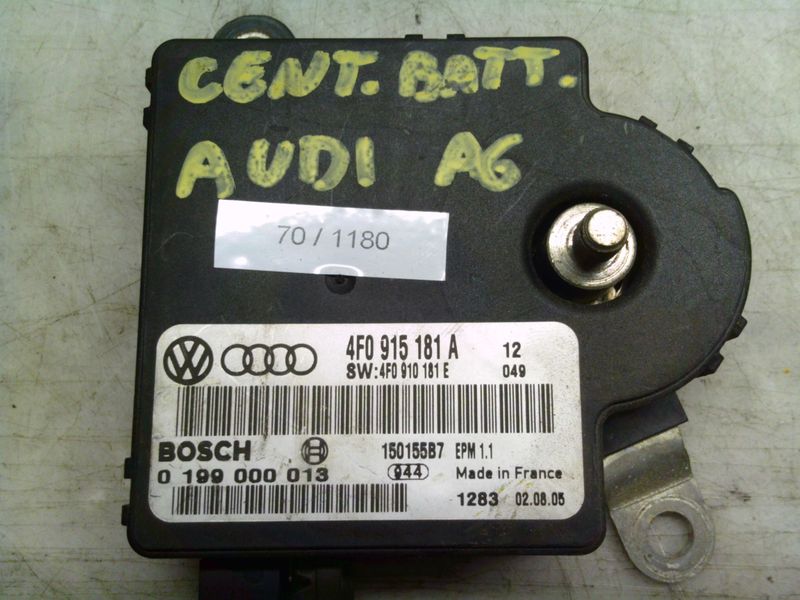 CENT. BATT.
AUDI A6
70 / 1180
4F0 915 181 A 12
SW:4F0 910 181 E 049
BOSCH 15015587 EPM 1.1
0 199 000 013 944 Made in France
1283 02.08.05